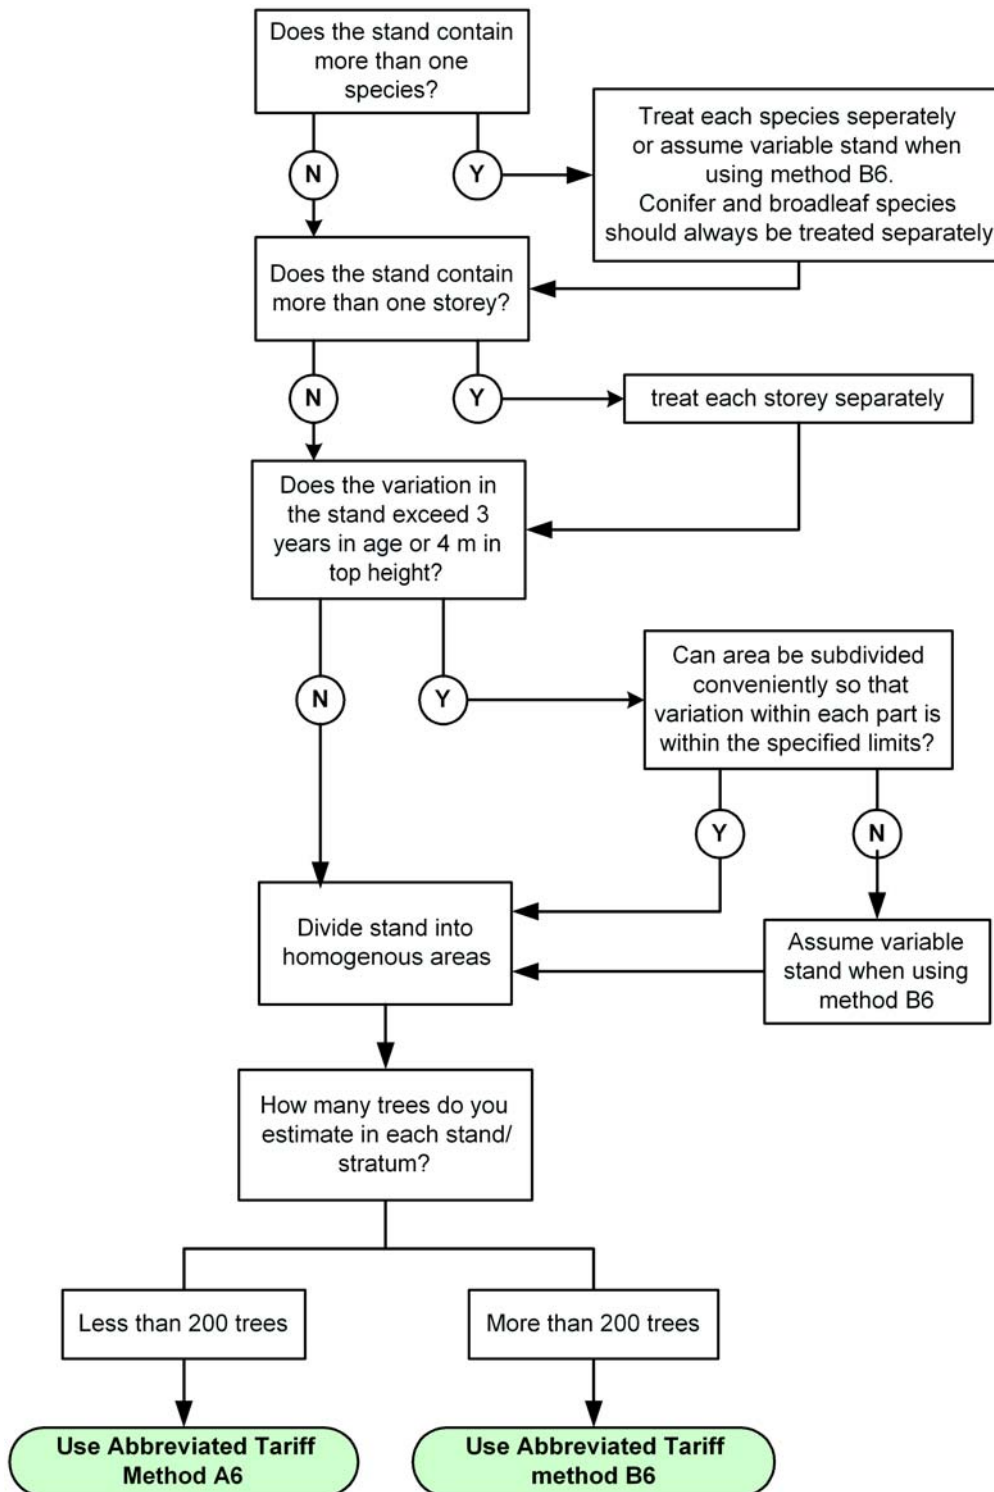 Does the stand contain
more than one
species?
N
Y
Treat each species seperately
or assume variable stand when
using method B6.
Conifer and broadleaf species
should always be treated separately
Does the stand contain
more than one storey?
N
Y
treat each storey separately
Does the variation in
the stand exceed 3
years in age or 4 m in
top height?
N
Y
Can area be subdivided
conveniently so that
variation within each part is
within the specified limits?
Y
N
Divide stand into
homogenous areas
Assume variable
stand when using
method B6
How many trees do you
estimate in each stand/
stratum?
Less than 200 trees
More than 200 trees
Use Abbreviated Tariff
Method A6
Use Abbreviated Tariff
method B6